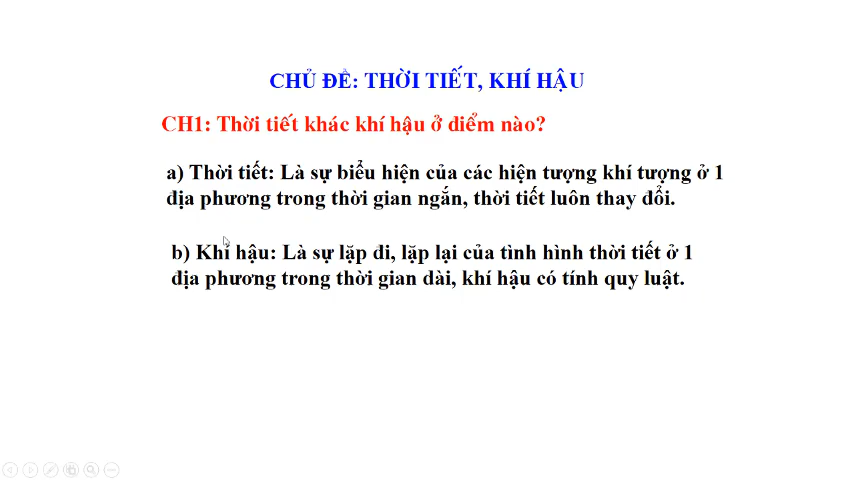 CHỦ ĐỀ: THỜI TIẾT, KHÍ HẬU
CH1: Thời tiết khác khí hậu ở điểm nào?
a) Thời tiết: Là sự biểu hiện của các hiện tượng khí tượng ở 1
địa phương trong thời gian ngắn, thời tiết luôn thay đổi.
b) Khí hậu: Là sự lặp đi, lặp lại của tình hình thời tiết ở 1
địa phương trong thời gian dài, khí hậu có tính quy luật.